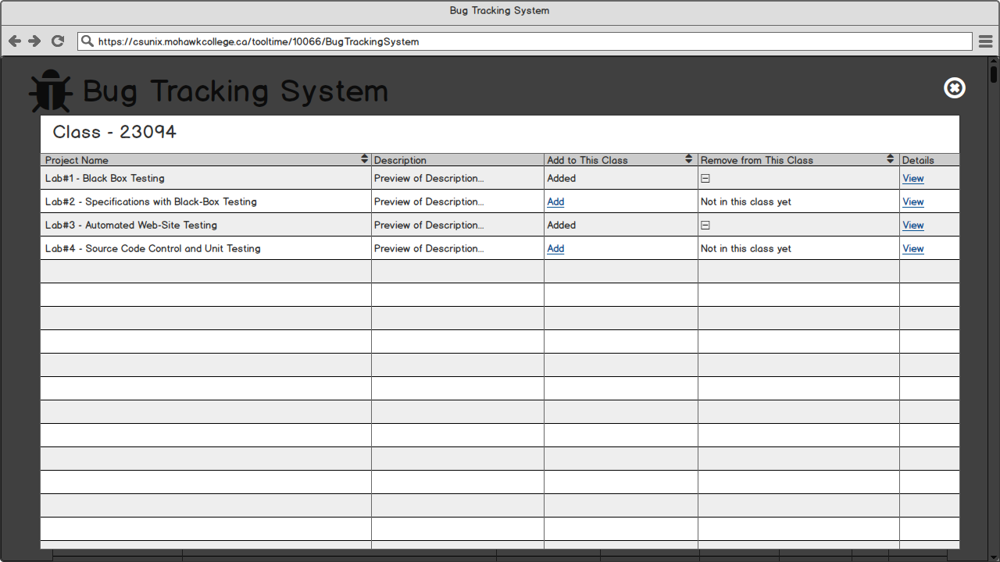 Bug Tracking System
https://csunix.mohawkcollege.ca/tooltime/10066/BugTrackingSystem
Bug Tracking System
Class - 23094
Project Name Description Add to This Class Remove from This Class Details
Lab#1 - Black Box Testing Preview of Description... Added View
Lab#2 - Specifications with Black-Box Testing Preview of Description... Add Not in this class yet View
Lab#3 - Automated Web-Site Testing Preview of Description... Added View
Lab#4 - Source Code Control and Unit Testing Preview of Description... Add Not in this class yet View